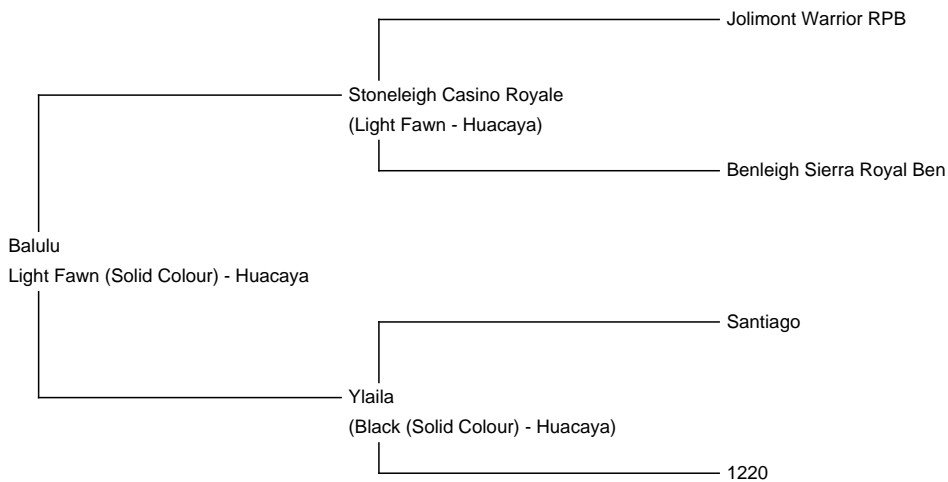 Jolimont Warrior RPB
Stoneleigh Casino Royale
(Light Fawn - Huacaya)
Benleigh Sierra Royal Ben
Balulu
Light Fawn (Solid Colour) - Huacaya
Santiago
Ylaila
(Black (Solid Colour) - Huacaya)
1220